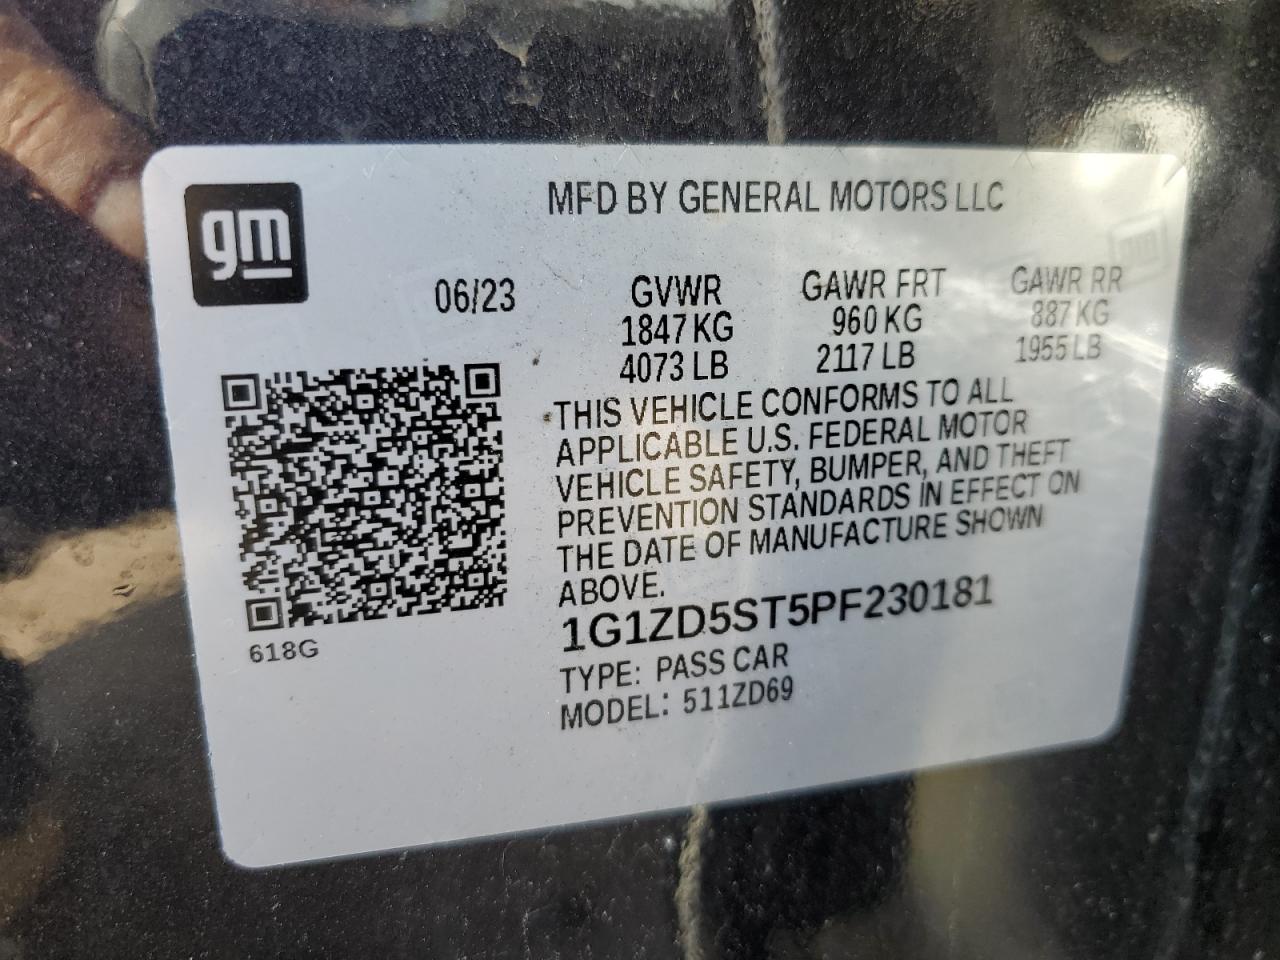 gm
MFD BY GENERAL MOTORS LLC
06/23
GVWR GAWR FRT GAWR RR
1847 KG 960 KG 887 KG
4073 LB 2117 LB 1955 LB
THIS VEHICLE CONFORMS TO ALL
APPLICABLE U.S. FEDERAL MOTOR
VEHICLE SAFETY, BUMPER, AND THEFT
PREVENTION STANDARDS IN EFFECT ON
THE DATE OF MANUFACTURE SHOWN
ABOVE.
1G1ZD5ST5PF230181
618G
TYPE: PASS CAR
MODEL: 511ZD69